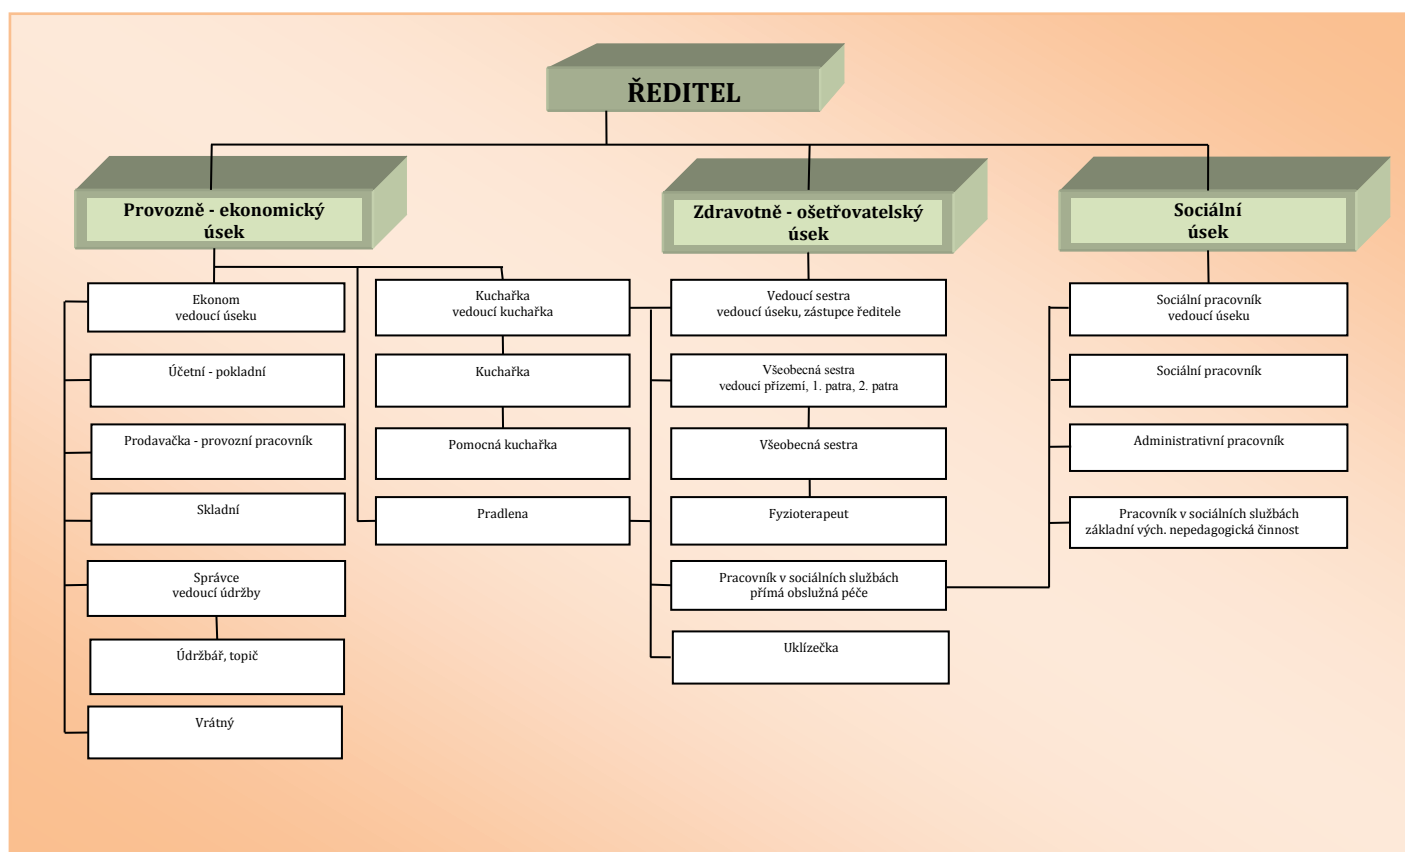 ŘEDITEL
Provozně - ekonomický
úsek
Zdravotně - ošetřovatelský
úsek
Sociální
úsek
Ekonom
vedoucí úseku
Účetní - pokladní
Prodavačka - provozní pracovník
Skladní
Správce
vedoucí údržby
Údržbář, topič
Vrátný
Kuchařka
vedoucí kuchařka
Kuchařka
Pomocná kuchařka
Pradlena
Vedoucí sestra
vedoucí úseku, zástupce ředitele
Všeobecná sestra
vedoucí přízemí, 1. patra, 2. patra
Všeobecná sestra
Fyzioterapeut
Pracovník v sociálních službách
přímá obslužná péče
Uklízečka
Sociální pracovník
vedoucí úseku
Sociální pracovník
Administrativní pracovník
Pracovník v sociálních službách
základní vých. nepedagogická činnost